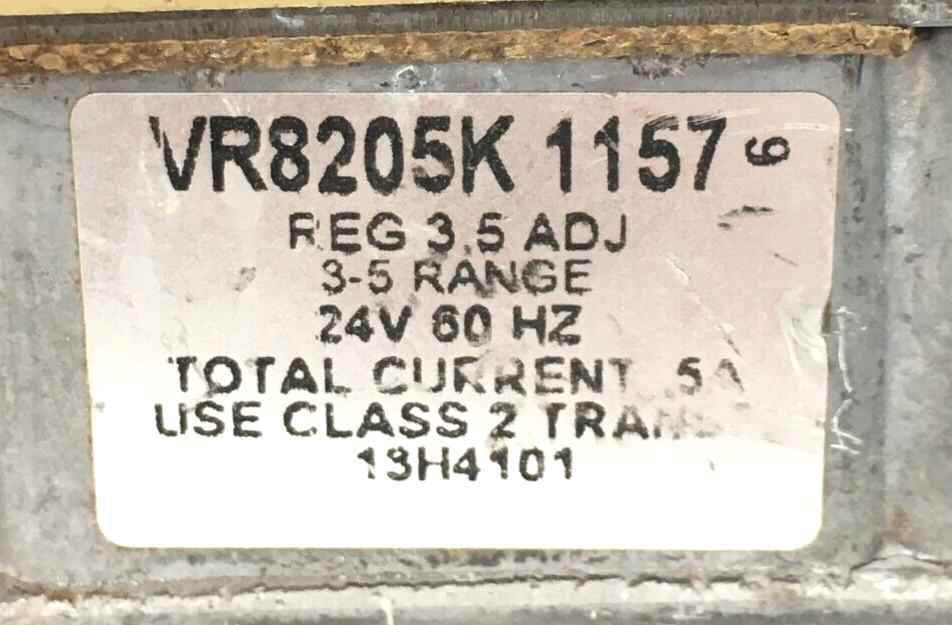 VR8205K 1157 6
REG 3.5 ADJ
3-5 RANGE
24V 60 HZ
TOTAL CURRENT .5A
USE CLASS 2
13H4101